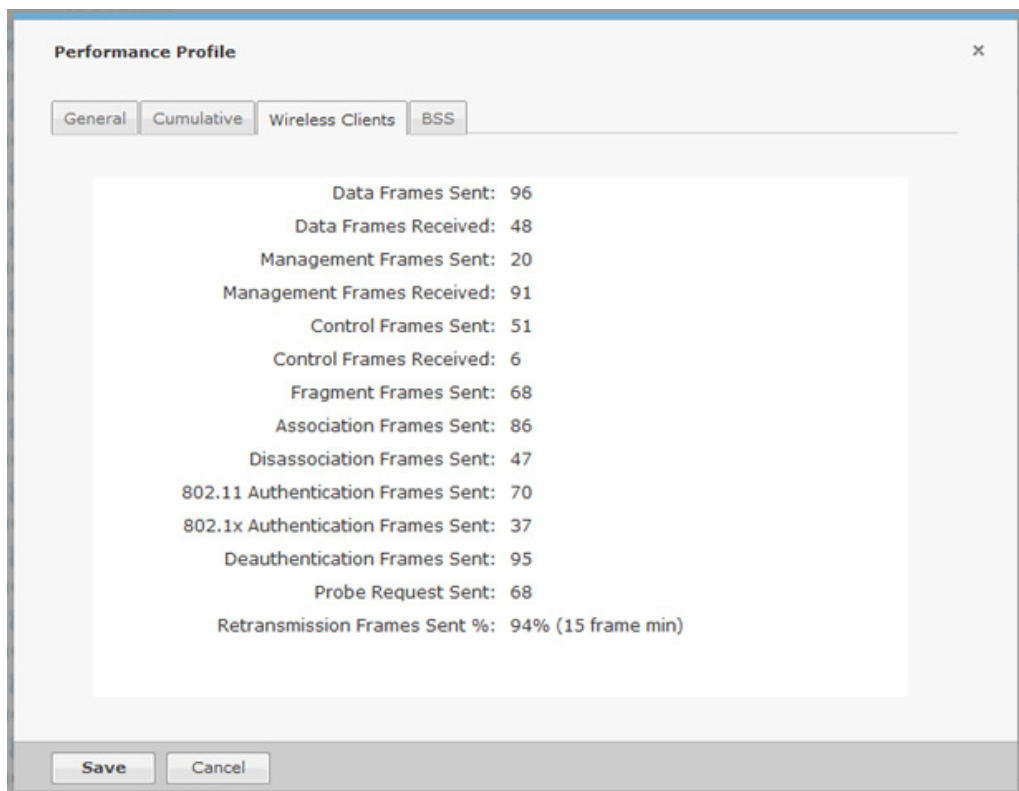 Performance Profile ×
General Cumulative Wireless Clients BSS
Data Frames Sent: 96
Data Frames Received: 48
Management Frames Sent: 20
Management Frames Received: 91
Control Frames Sent: 51
Control Frames Received: 6
Fragment Frames Sent: 68
Association Frames Sent: 86
Disassociation Frames Sent: 47
802.11 Authentication Frames Sent: 70
802.1x Authentication Frames Sent: 37
Deauthentication Frames Sent: 95
Probe Request Sent: 68
Retransmission Frames Sent %: 94% (15 frame min)
Save Cancel